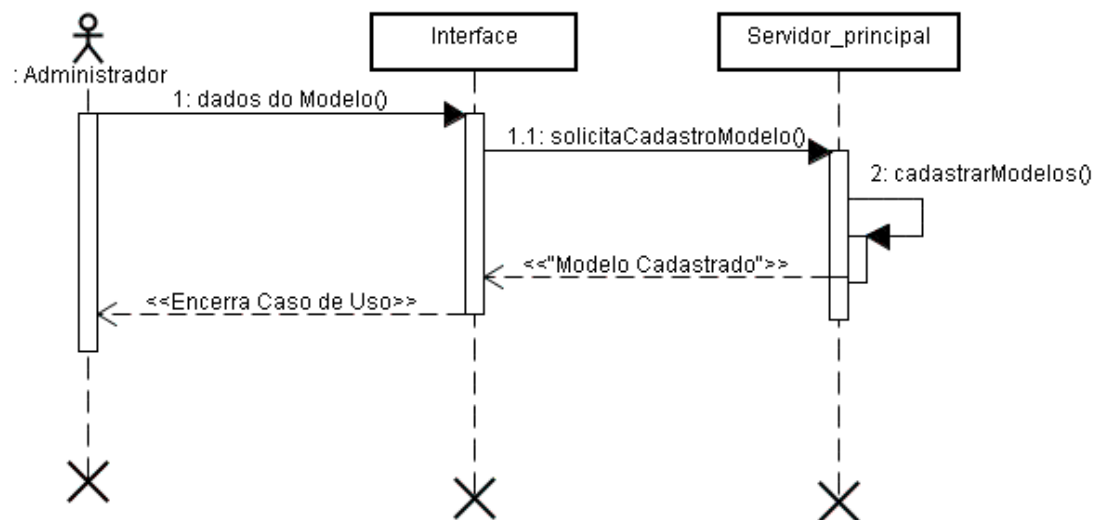 Interface
Servidor_principal
: Administrador
1: dados do Modelo()
1.1: solicitaCadastroModelo()
2: cadastrarModelos()
<<"Modelo Cadastrado">>
<<Encerra Caso de Uso>>